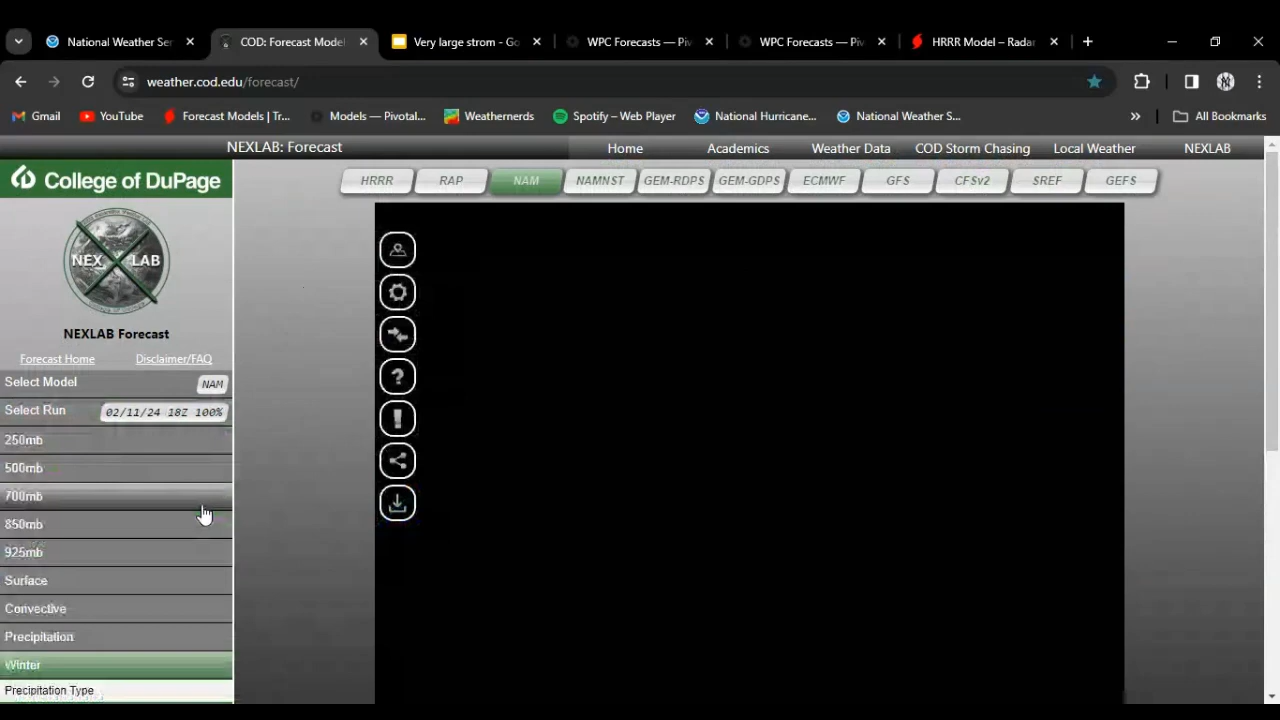 National Weather Ser
COD: Forecast Mode
Very large strom - Go
WPC Forecasts — Piv
WPC Forecasts — Piv
HRRR Model – Radar
weather.cod.edu/forecast/
Gmail
YouTube
Forecast Models | Tr...
Models — Pivotal...
Weathernerds
Spotify – Web Player
National Hurricane...
National Weather S...
All Bookmarks
NEXLAB: Forecast
Home
Academics
Weather Data
COD Storm Chasing
Local Weather
NEXLAB
College of DuPage
HRRR
RAP
NAM
NAMNST
GEM-RDPS
GEM-GDPS
ECMWF
GFS
CFSv2
SREF
GEFS
NEX LAB
NEXLAB Forecast
Forecast Home
Disclaimer/FAQ
Select Model
NAM
Select Run
02/11/24 18Z 100%
250mb
500mb
700mb
850mb
925mb
Surface
Convective
Precipitation
Winter
Precipitation Type